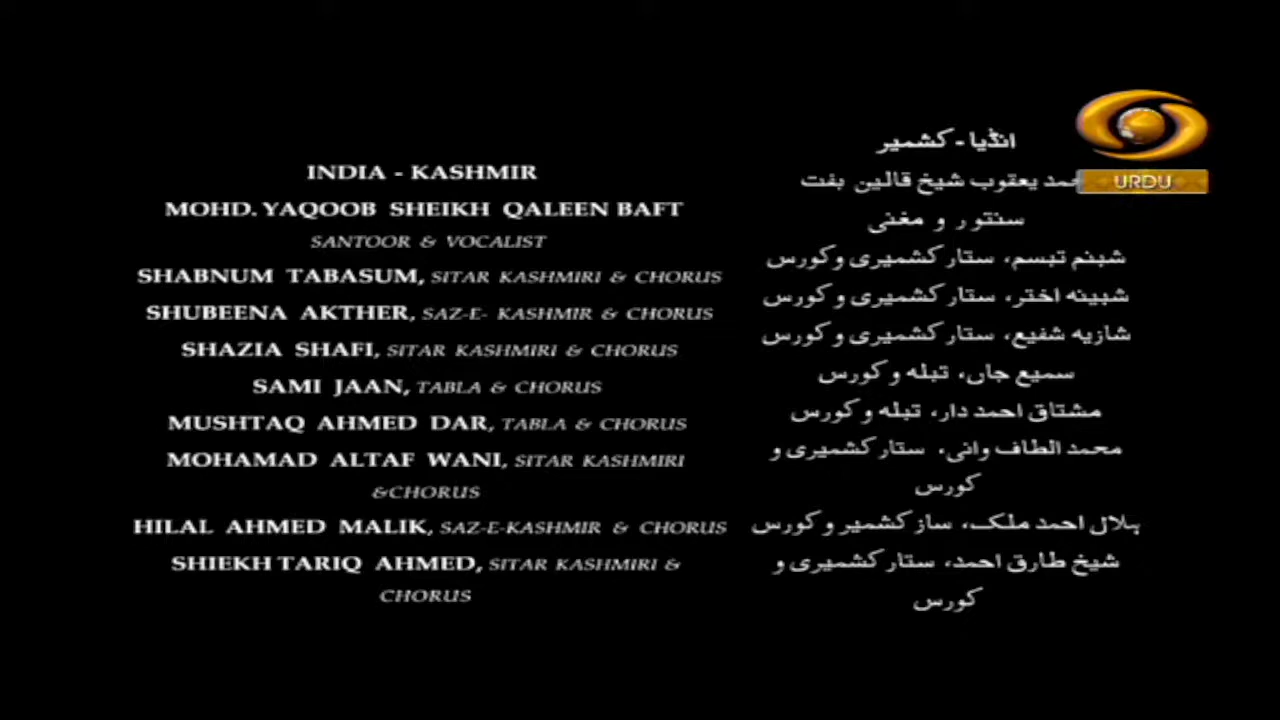 INDIA - KASHMIR
MOHD. YAQOOB SHEIKH QALEEN BAFT
SANTOOR & VOCALIST
SHABNUM TABASUM, SITAR KASHMIRI & CHORUS
SHUBEENA AKTHER, SAZ-E- KASHMIR & CHORUS
SHAZIA SHAFI, SITAR KASHMIRI & CHORUS
SAMI JAAN, TABLA & CHORUS
MUSHTAQ AHMED DAR, TABLA & CHORUS
MOHAMAD ALTAF WANI, SITAR KASHMIRI
&CHORUS
HILAL AHMED MALIK, SAZ-E-KASHMIR & CHORUS
SHIEKH TARIQ AHMED, SITAR KASHMIRI &
CHORUS
انڈیا - کشمیر
یعقوب شیخ قالین بفت
سنتور و مغنی
شبنم تبسم، ستار کشمیری و کورس
شبینہ اختر، ستار کشمیری و کورس
شازیہ شفیع، ستار کشمیری و کورس
سمیع جاں، تبلہ و کورس
مشتاق احمد دار، تبلہ و کورس
محمد الطاف وانی، ستار کشمیری و
کورس
ہلال احمد ملک، ساز کشمیر و کورس
شیخ طارق احمد، ستار کشمیری و
کورس
URDU